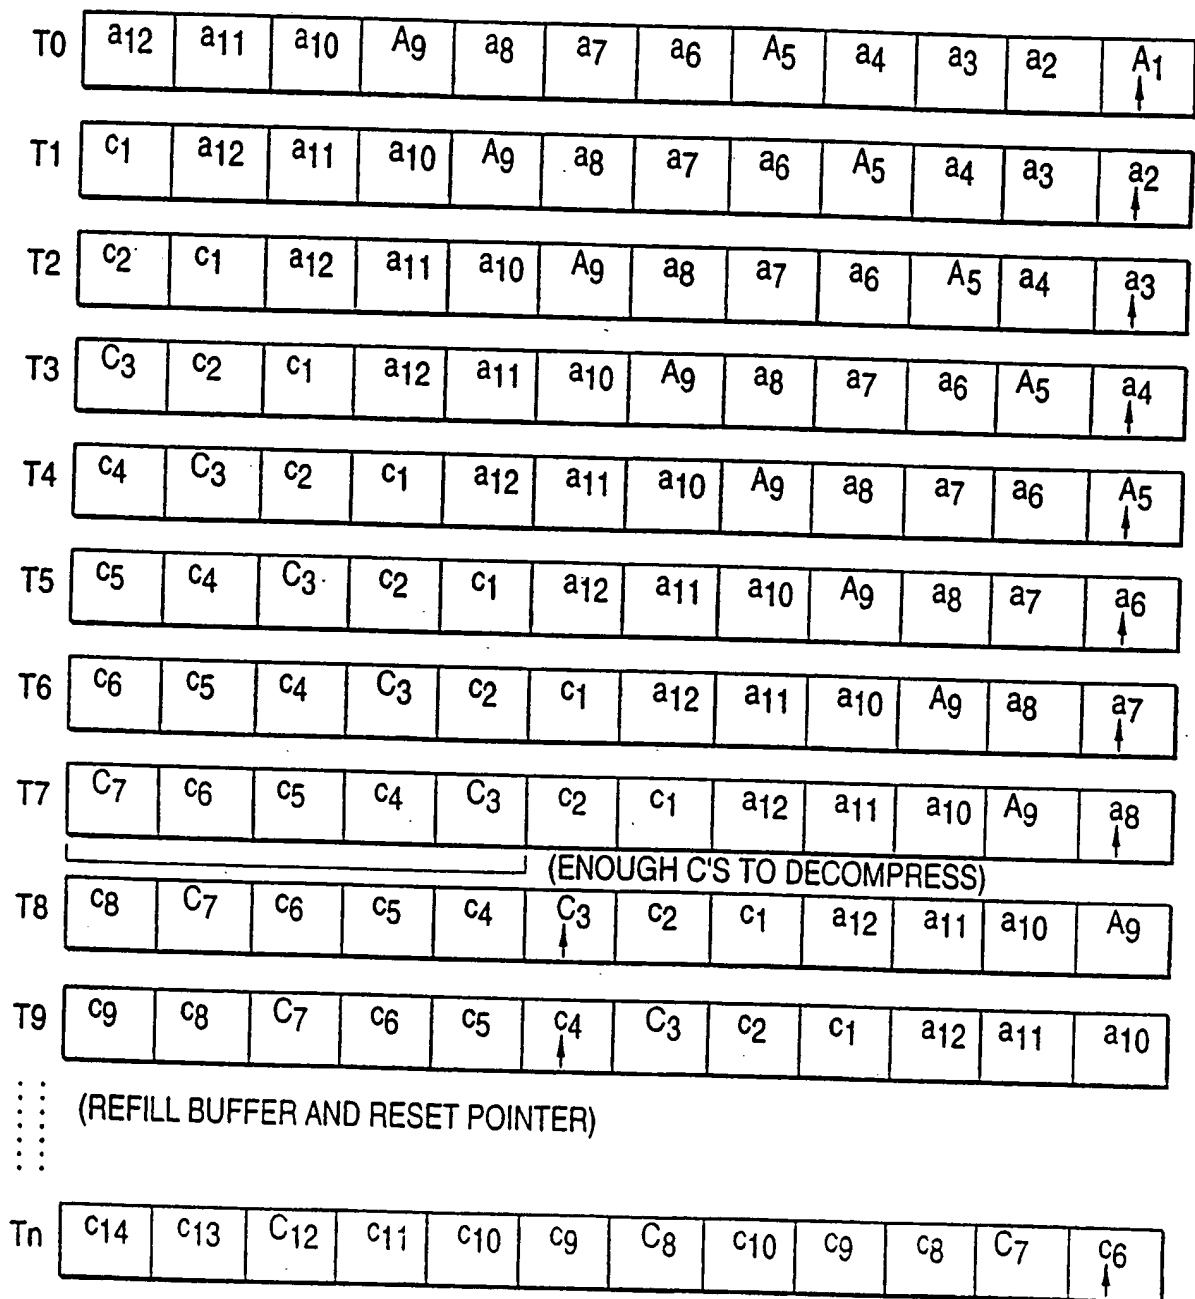 T0 a12 a11 a10 A9 a8 a7 a6 A5 a4 a3 a2 A1
T1 c1 a12 a11 a10 A9 a8 a7 a6 A5 a4 a3 a2
T2 c2 c1 a12 a11 a10 A9 a8 a7 a6 A5 a4 a3
T3 C3 c2 c1 a12 a11 a10 A9 a8 a7 a6 A5 a4
T4 c4 C3 c2 c1 a12 a11 a10 A9 a8 a7 a6 A5
T5 c5 c4 C3 c2 c1 a12 a11 a10 A9 a8 a7 a6
T6 c6 c5 c4 C3 c2 c1 a12 a11 a10 A9 a8 a7
T7 C7 c6 c5 c4 C3 c2 c1 a12 a11 a10 A9 a8
(ENOUGH C'S TO DECOMPRESS)
T8 c8 C7 c6 c5 c4 C3 c2 c1 a12 a11 a10 A9
T9 c9 c8 C7 c6 c5 c4 C3 c2 c1 a12 a11 a10
(REFILL BUFFER AND RESET POINTER)
Tn c14 c13 C12 c11 c10 c9 C8 c10 c9 c8 C7 c6